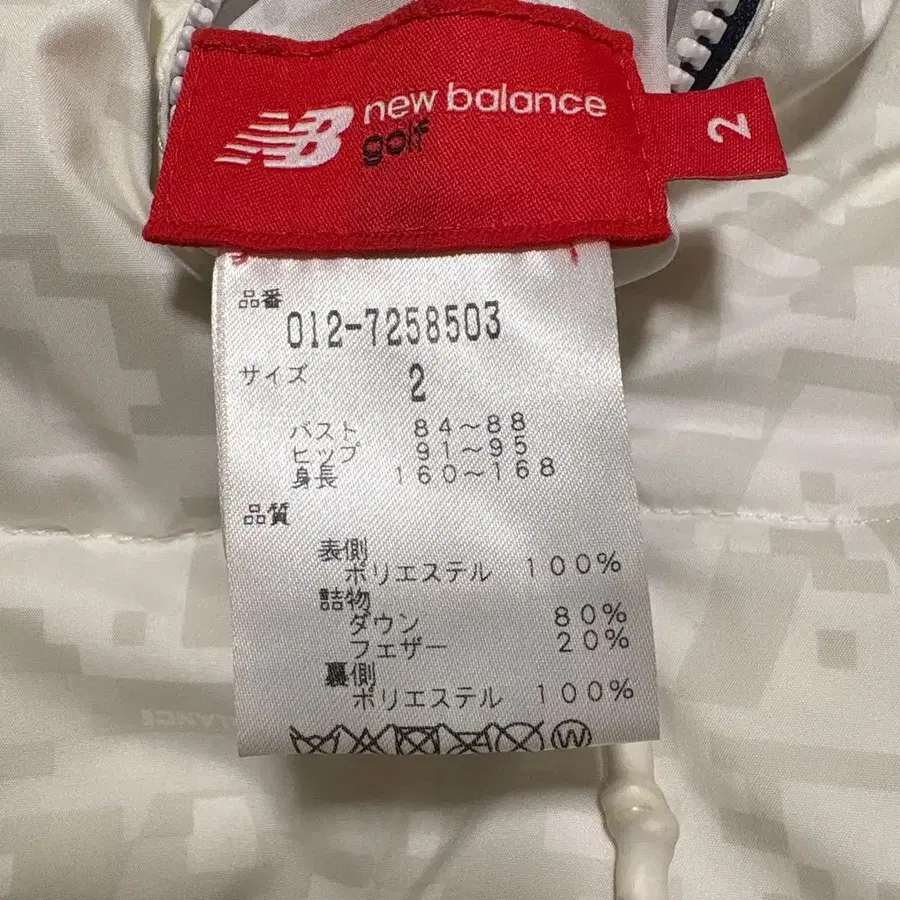 new balance
golf
2
品番
012-7258503
サイズ 2
バスト 84～88
ヒップ 91～95
身長 160～168
品質
表側
ポリエステル 100%
詰物
ダウン 80%
フェザー 20%
裏側
ポリエステル 100%
W